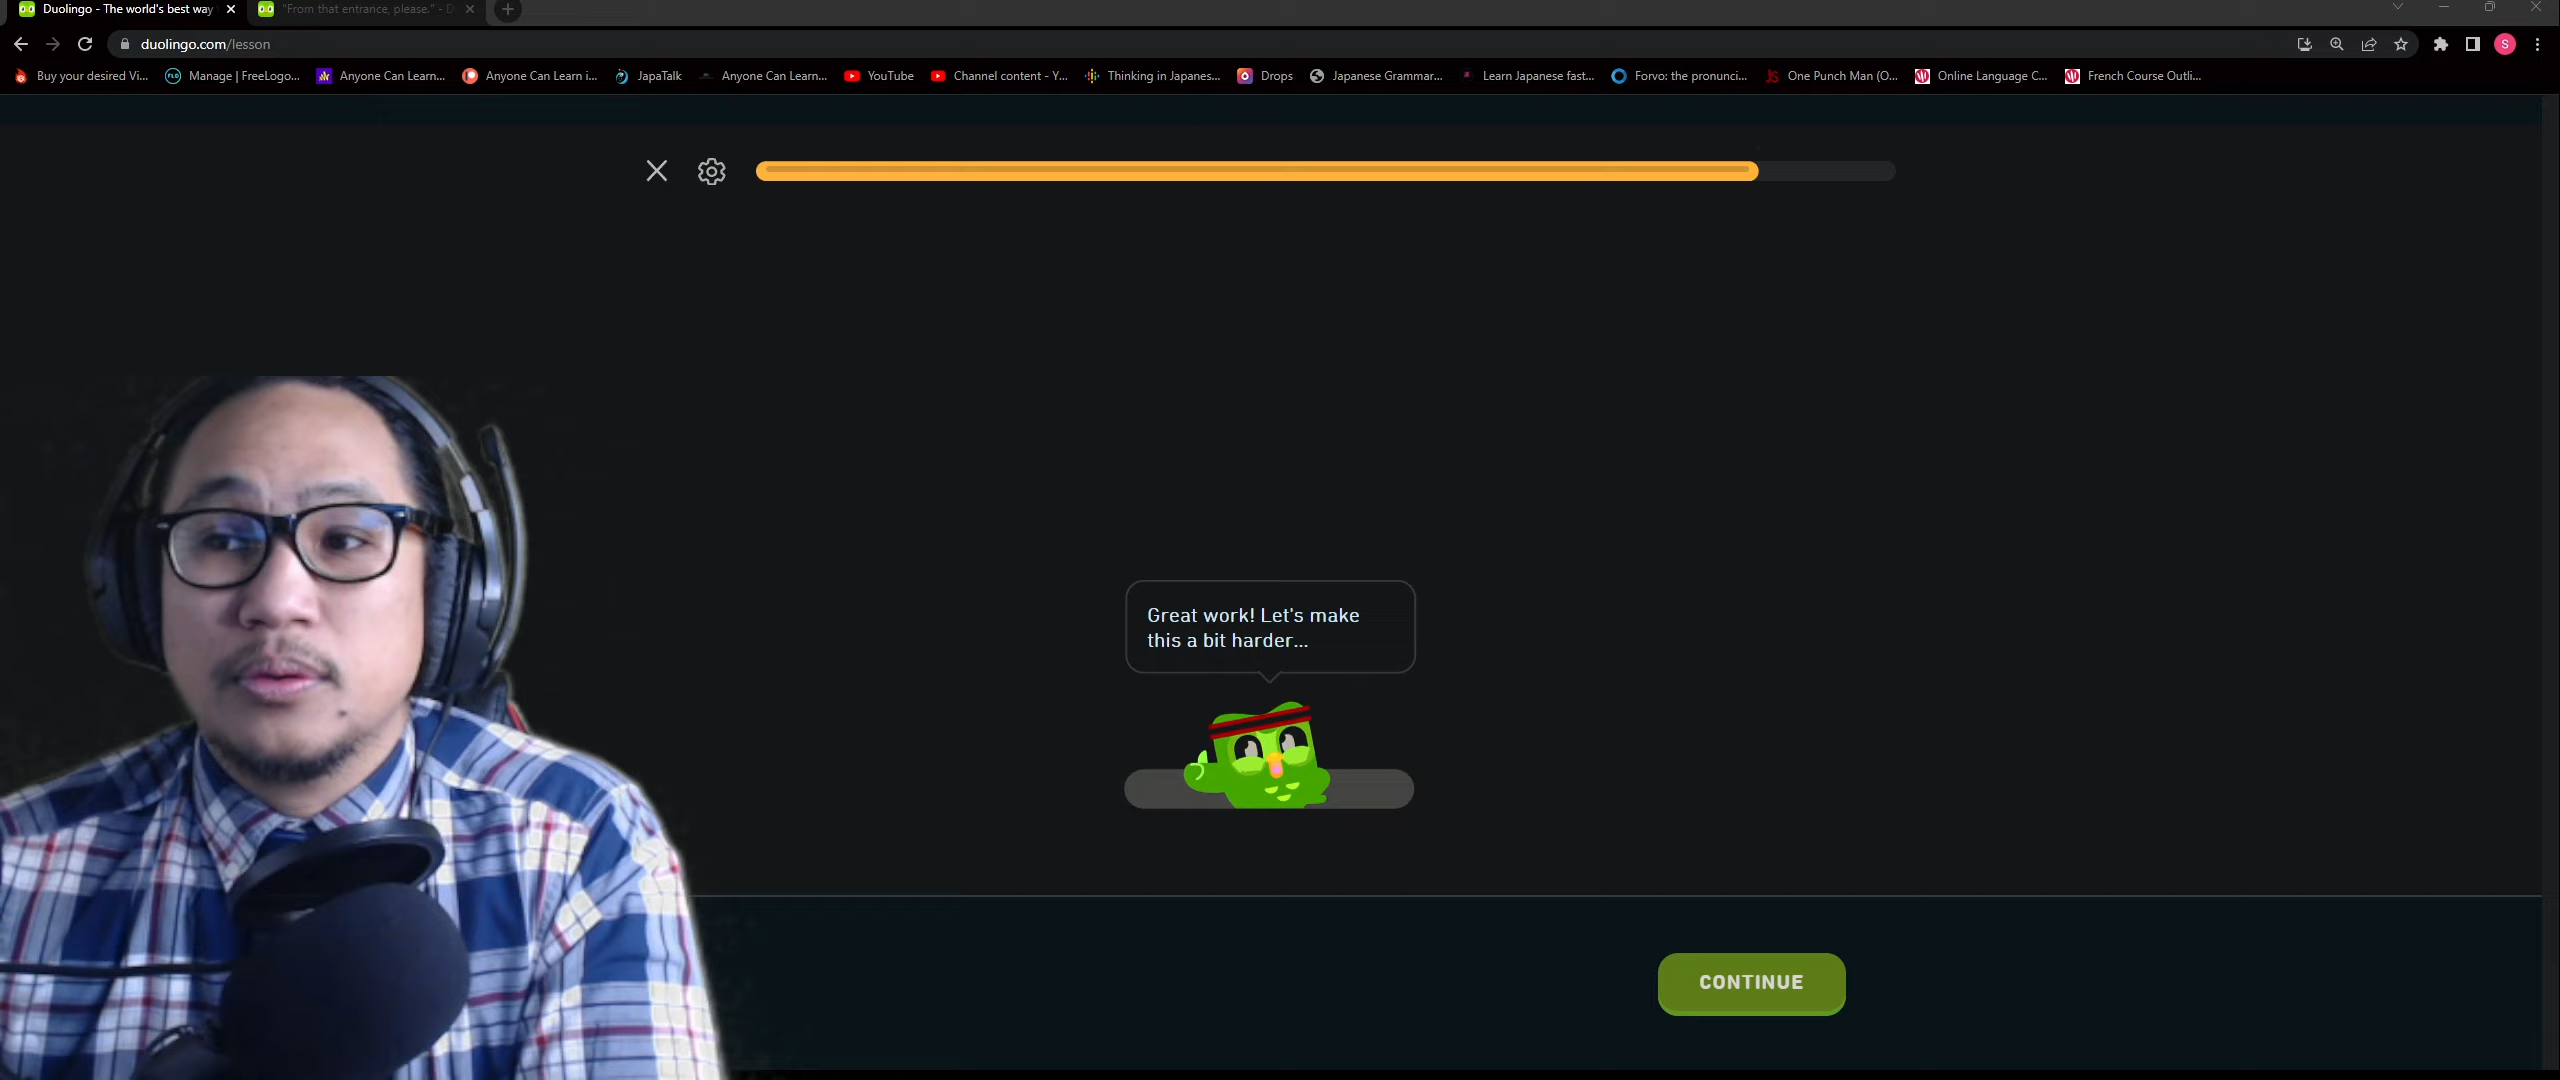 Duolingo - The world's best way
"From that entrance, please." - D
duolingo.com/lesson
S
Buy your desired Vi...
Manage | FreeLogo...
Anyone Can Learn...
Anyone Can Learn i...
JapaTalk
Anyone Can Learn...
YouTube
Channel content - Y...
Thinking in Japanes...
Drops
Japanese Grammar...
Learn Japanese fast...
Forvo: the pronunci...
One Punch Man (O...
Online Language C...
French Course Outli...
Great work! Let's make
this a bit harder...
CONTINUE